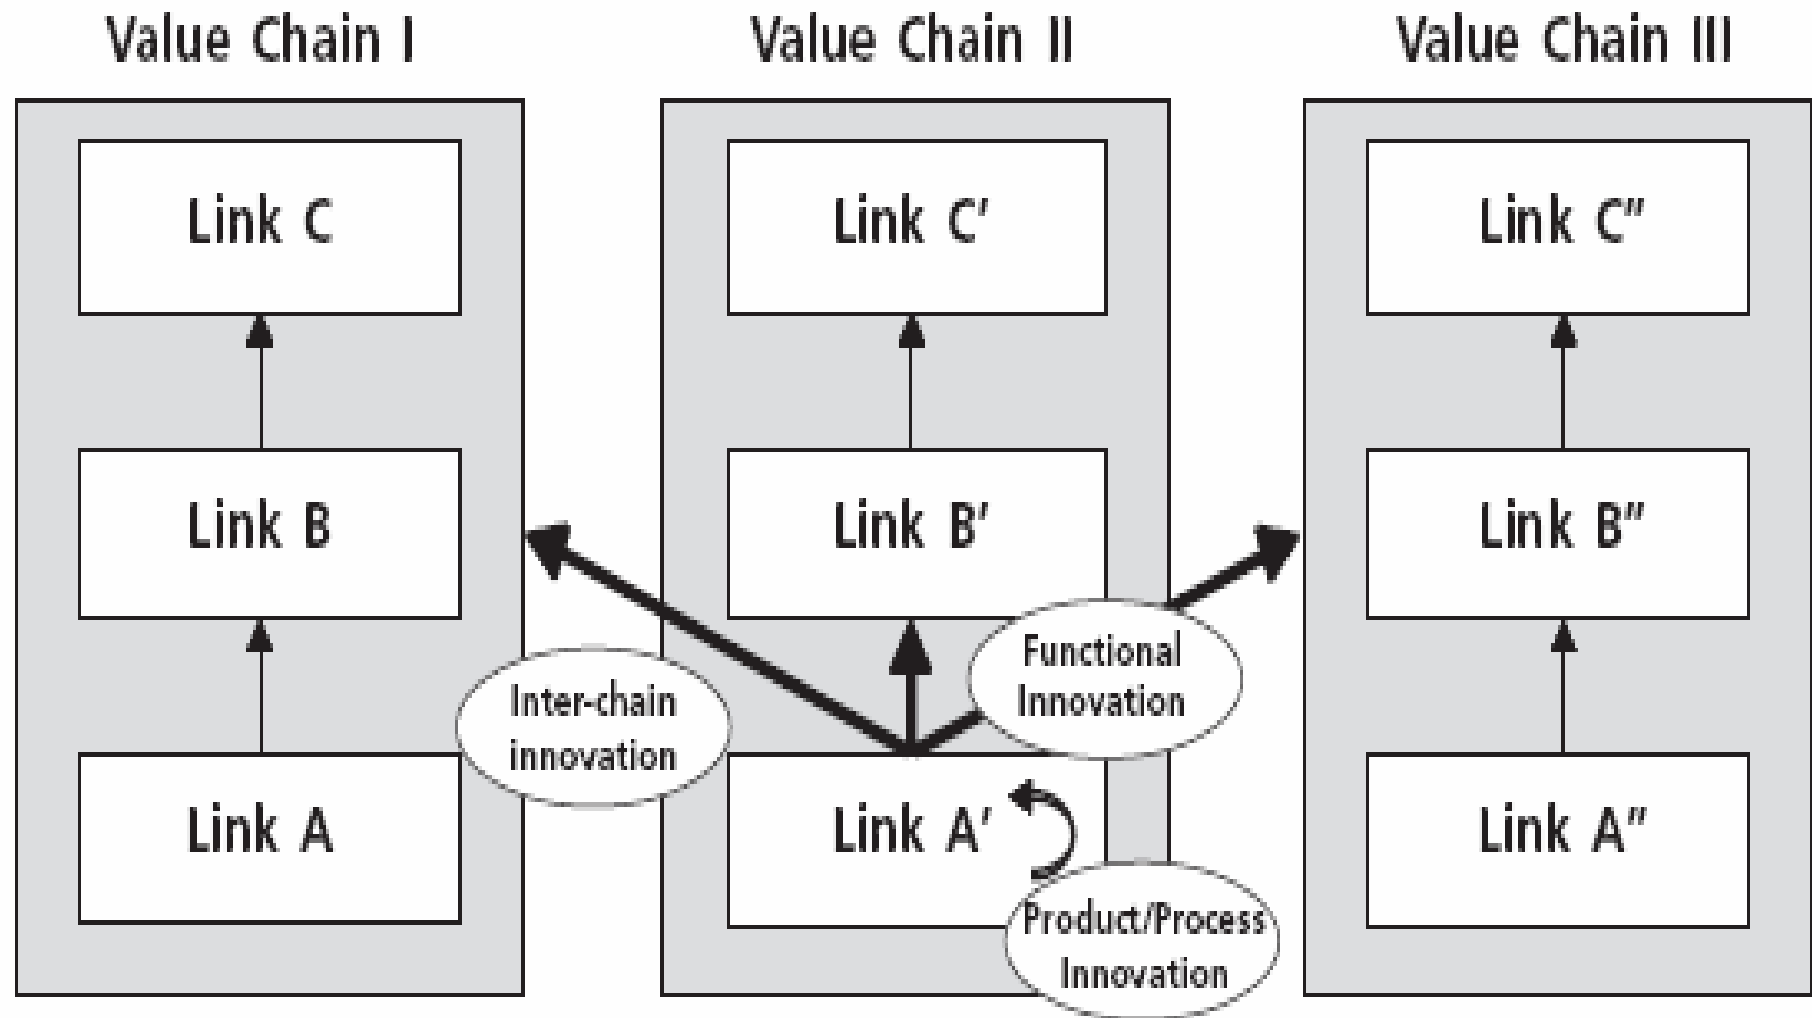 Value Chain I
Value Chain II
Value Chain III
Link C
Link C′
Link C″
Link B
Link B′
Link B″
Functional
Innovation
Inter-chain
innovation
Link A
Link A′
Link A″
Product/Process
Innovation